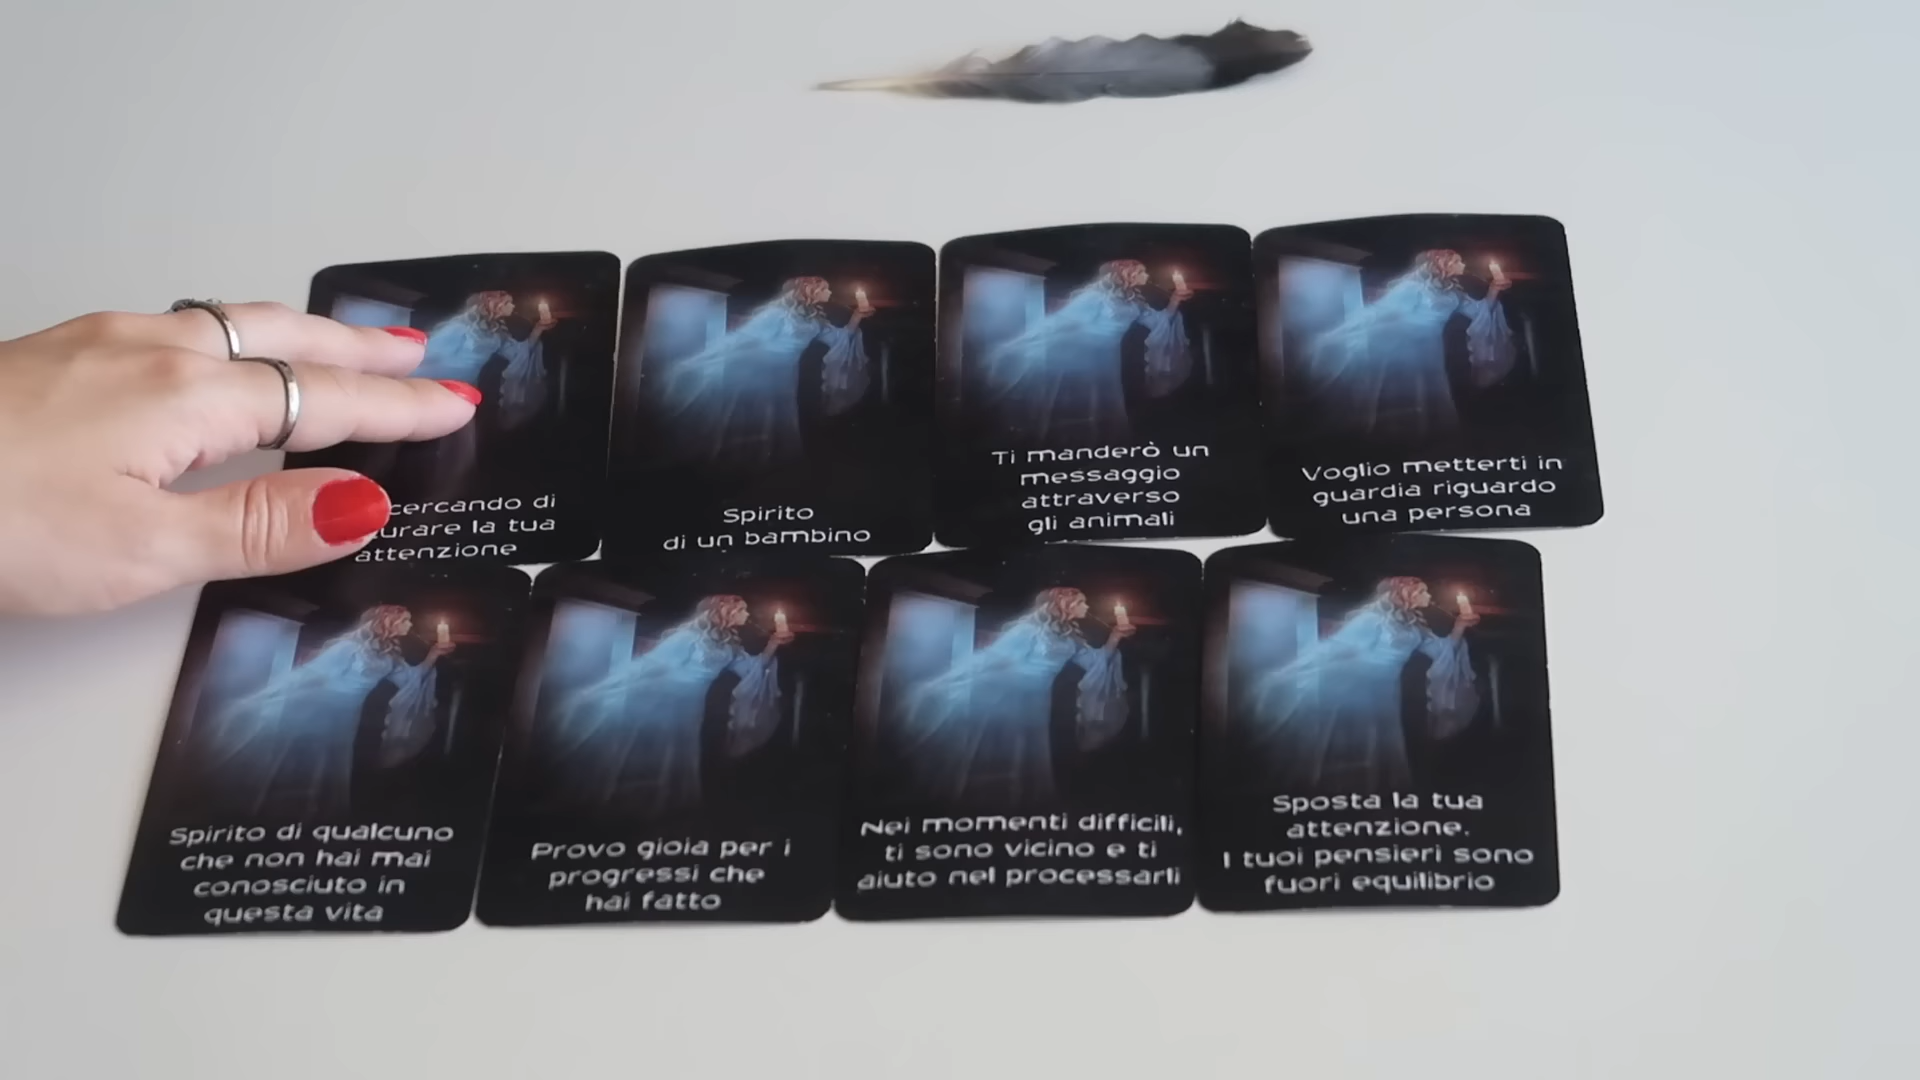 cercando di
urare la tua
attenzione
Spirito
di un bambino
Ti manderò un
messaggio
attraverso
gli animali
Voglio metterti in
guardia riguardo
una persona
Spirito di qualcuno
che non hai mai
conosciuto in
questa vita
Provo gioia per i
progressi che
hai fatto
Nei momenti difficili,
ti sono vicino e ti
aiuto nel processarli
Sposta la tua
attenzione.
I tuoi pensieri sono
fuori equilibrio